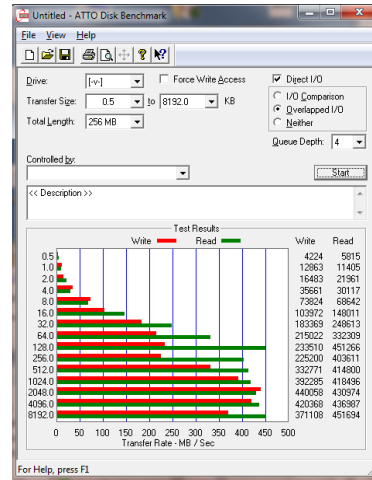 Untitled - ATTO Disk Benchmark
File View Help
Drive: [-v-] Force Write Access Direct I/O
Transfer Size: 0.5 to 8192.0 KB I/O Comparison
Overlapped I/O
Total Length: 256 MB Neither
Queue Depth: 4
Controlled by:
Start
<< Description >>
Test Results
Write Read Write Read
0.5 4224 5815
1.0 12863 11405
2.0 16483 21961
4.0 35661 30117
8.0 73824 68642
16.0 103972 148011
32.0 183369 248613
64.0 215022 332309
128.0 233510 451266
256.0 225200 403611
512.0 332771 414800
1024.0 392285 418496
2048.0 440058 430974
4096.0 420368 436987
8192.0 371108 451694
0 50 100 150 200 250 300 350 400 450 500
Transfer Rate - MB / Sec
For Help, press F1